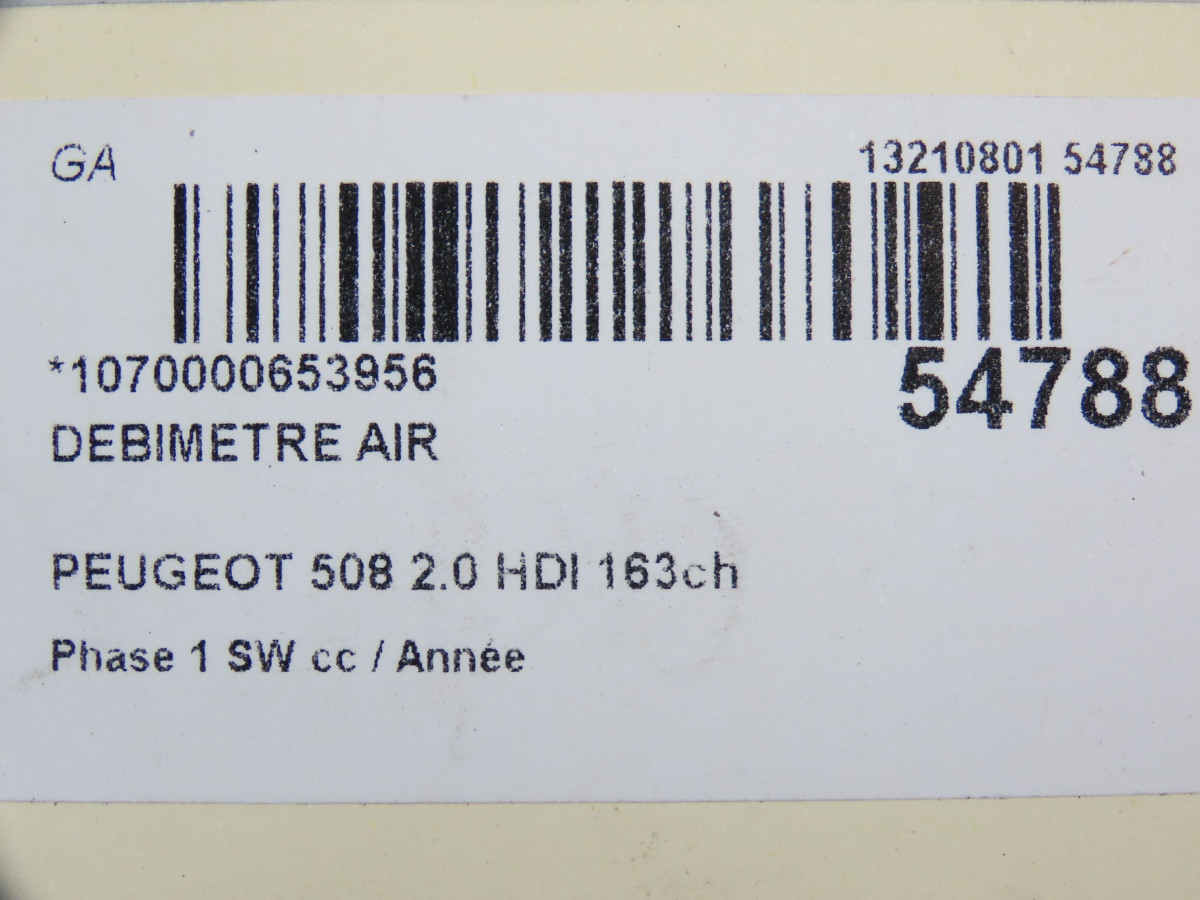 GA
13210801 54788
*1070000653956
54788
DEBIMETRE AIR
PEUGEOT 508 2.0 HDI 163ch
Phase 1 SW cc / Année